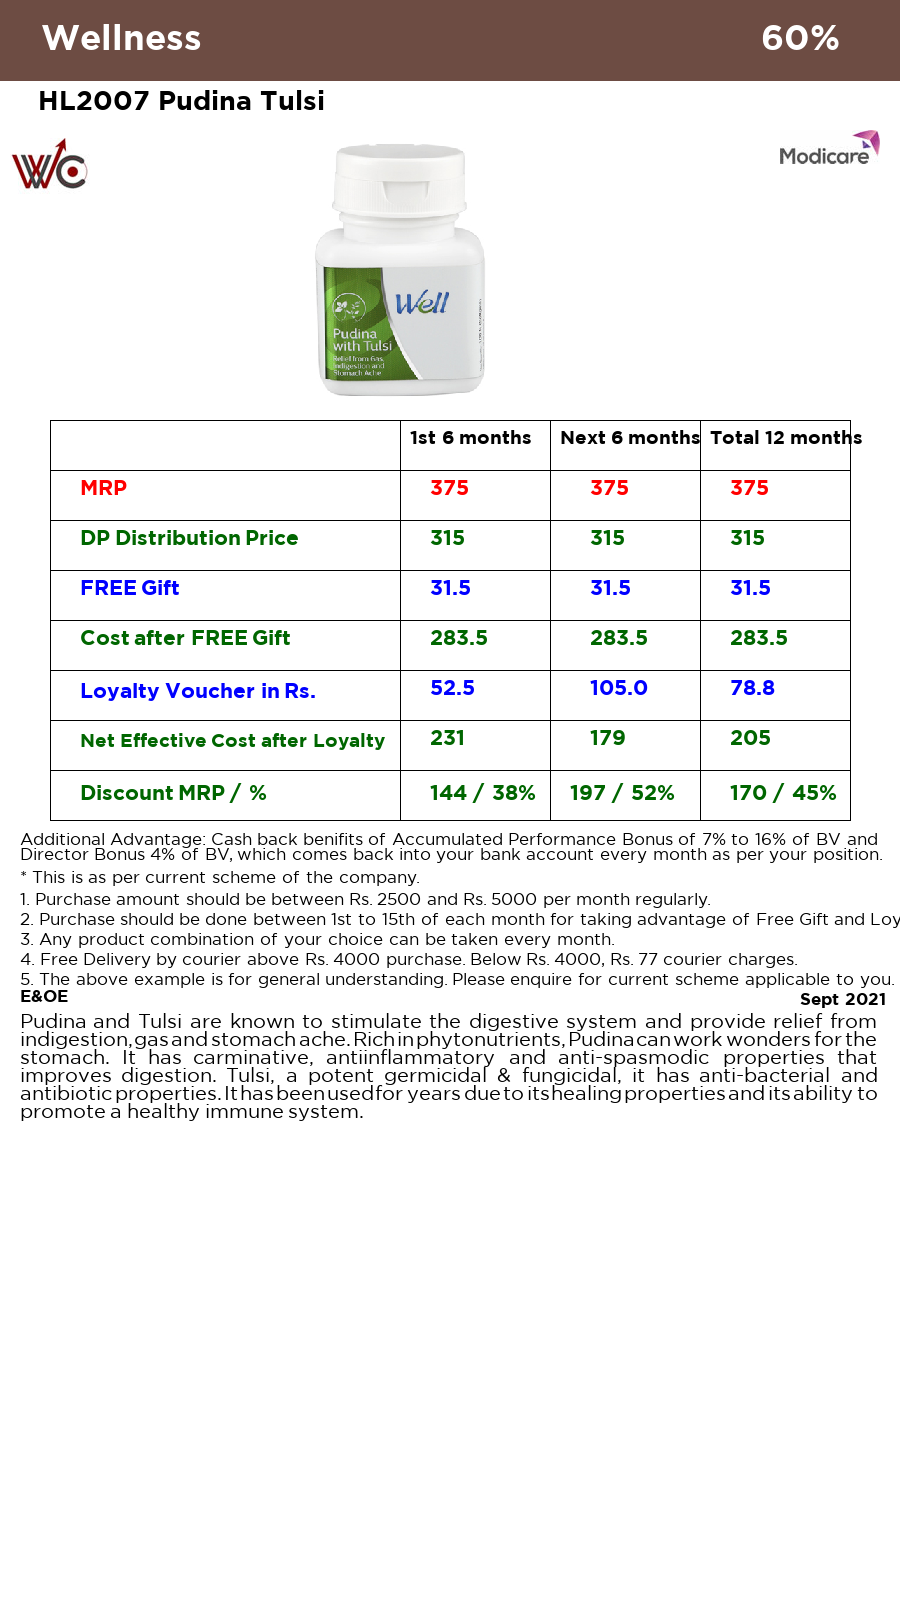 Wellness 60%
HL2007 Pudina Tulsi
WC
Modicare
Well
Pudina
with Tulsi
Relief from Gas,
Indigestion and
Stomach Ache
1st 6 months Next 6 months Total 12 months
MRP 375 375 375
DP Distribution Price 315 315 315
FREE Gift 31.5 31.5 31.5
Cost after FREE Gift 283.5 283.5 283.5
Loyalty Voucher in Rs. 52.5 105.0 78.8
Net Effective Cost after Loyalty 231 179 205
Discount MRP / % 144 / 38% 197 / 52% 170 / 45%
Additional Advantage: Cash back benifits of Accumulated Performance Bonus of 7% to 16% of BV and
Director Bonus 4% of BV, which comes back into your bank account every month as per your position.
* This is as per current scheme of the company.
1. Purchase amount should be between Rs. 2500 and Rs. 5000 per month regularly.
2. Purchase should be done between 1st to 15th of each month for taking advantage of Free Gift and Loy
3. Any product combination of your choice can be taken every month.
4. Free Delivery by courier above Rs. 4000 purchase. Below Rs. 4000, Rs. 77 courier charges.
5. The above example is for general understanding. Please enquire for current scheme applicable to you.
E&OE Sept 2021
Pudina and Tulsi are known to stimulate the digestive system and provide relief from
indigestion, gas and stomach ache. Rich in phytonutrients, Pudina can work wonders for the
stomach. It has carminative, antiinflammatory and anti-spasmodic properties that
improves digestion. Tulsi, a potent germicidal & fungicidal, it has anti-bacterial and
antibiotic properties. It has been used for years due to its healing properties and its ability to
promote a healthy immune system.